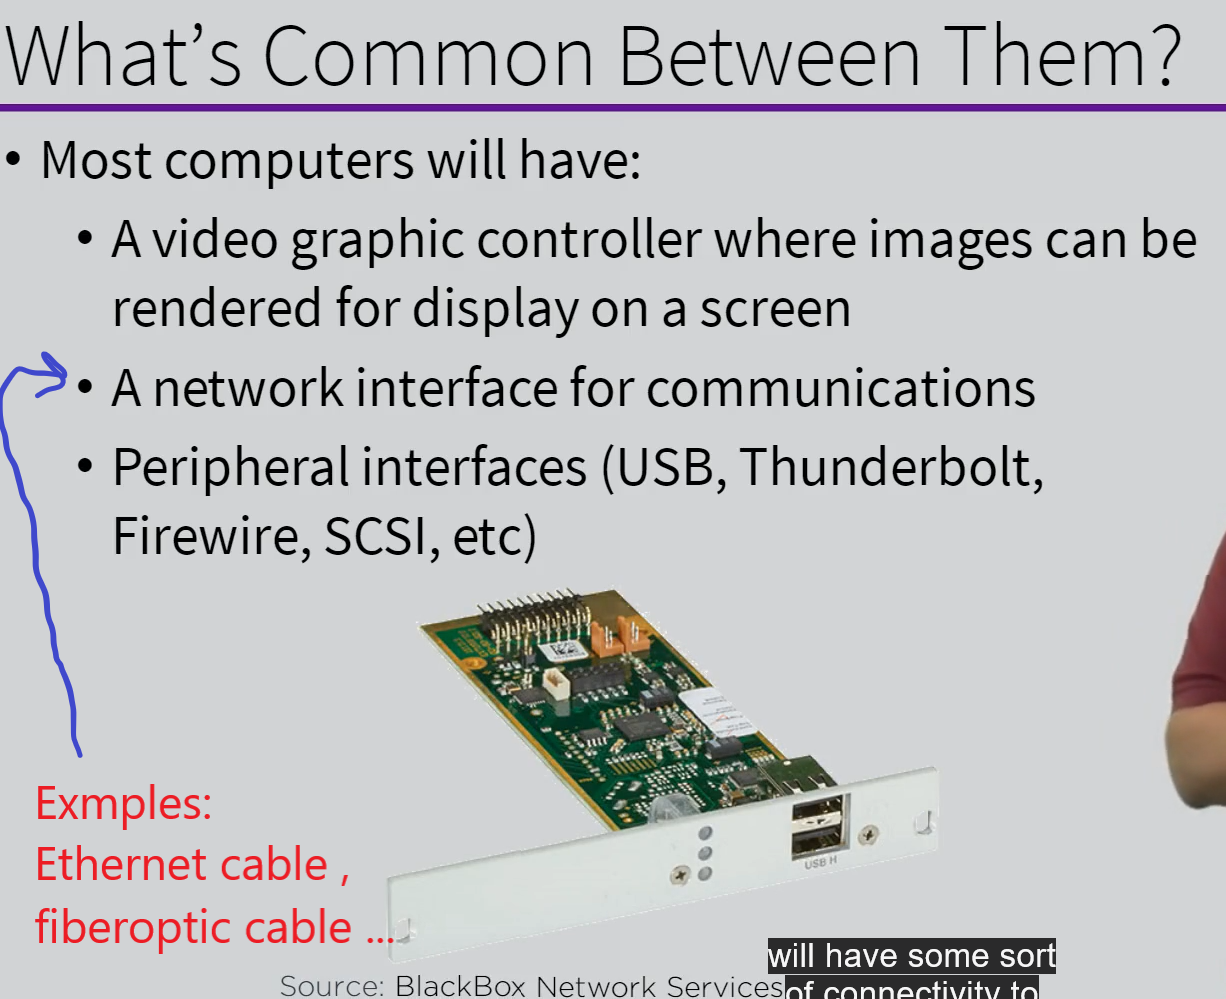 What's Common Between Them?
• Most computers will have:
• A video graphic controller where images can be
rendered for display on a screen
• A network interface for communications
• Peripheral interfaces (USB, Thunderbolt,
Firewire, SCSI, etc)
Exmples:
Ethernet cable ,
fiberoptic cable ...
USB H
Source: BlackBox Network Services
will have some sort
of connectivity to